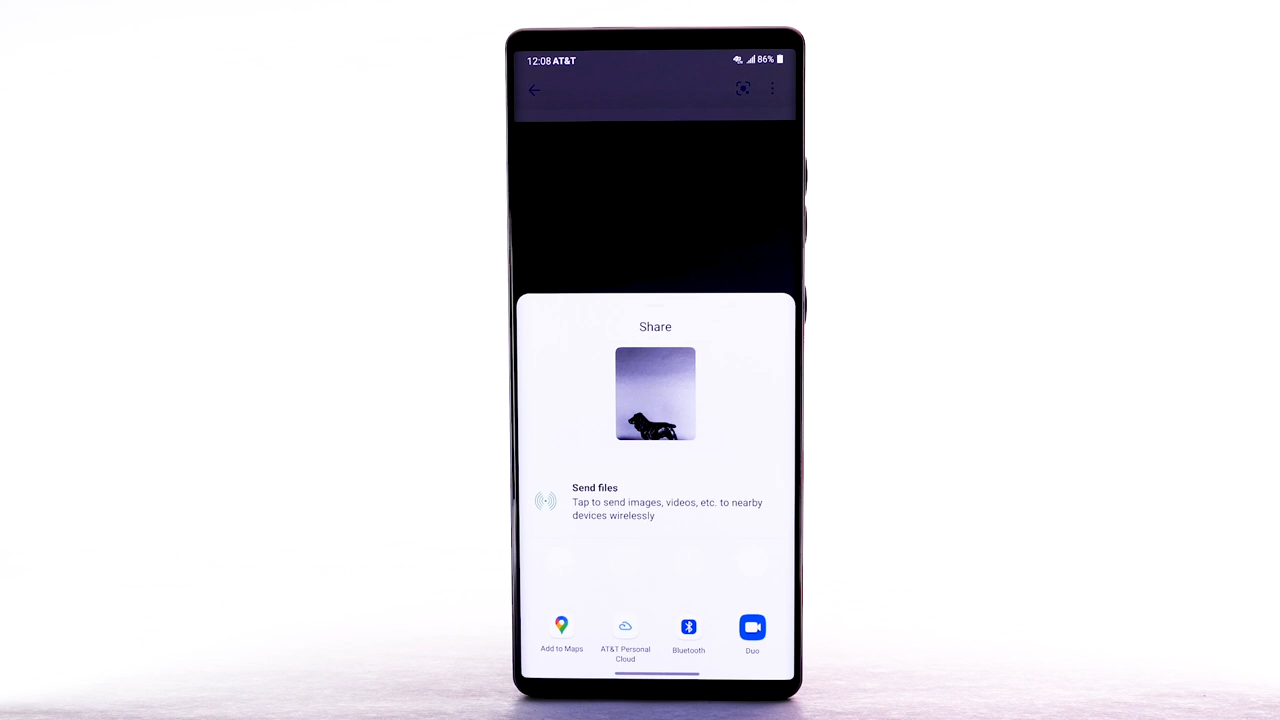 12:08 AT&T
86%
Share
Send files
Tap to send images, videos, etc. to nearby
devices wirelessly
Add to Maps
AT&T Personal
Cloud
Bluetooth
Duo